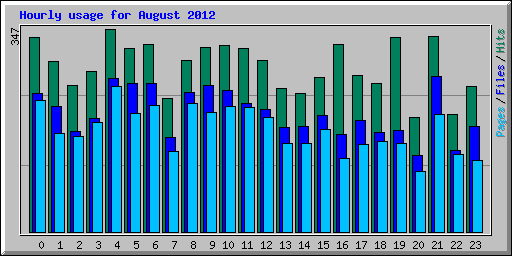 Hourly usage for August 2012
347
Pages/Files/Hits
0 1 2 3 4 5 6 7 8 9 10 11 12 13 14 15 16 17 18 19 20 21 22 23